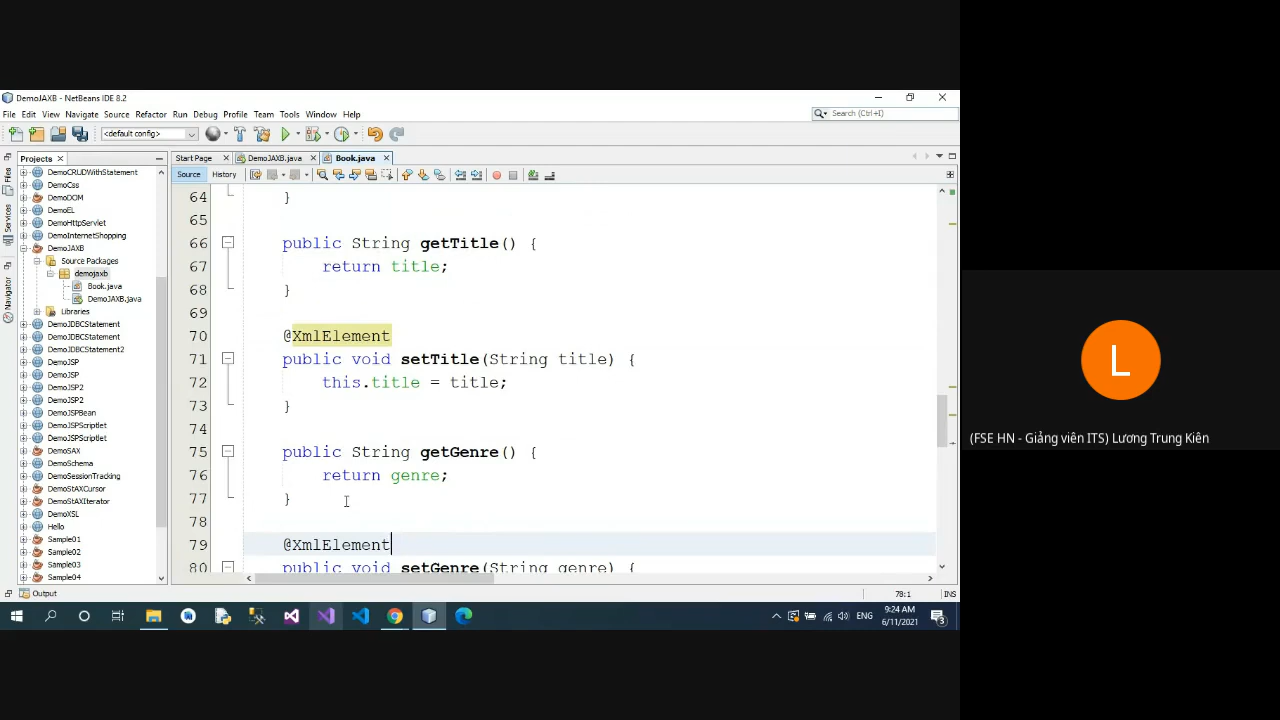 DemoJAXB - NetBeans IDE 8.2
File Edit View Navigate Source Refactor Run Debug Profile Team Tools Window Help
Search (Ctrl+I)
<default config>
Files
Services
Navigator
Projects
DemoCRUDWithStatement
DemoCss
DemoDOM
DemoEL
DemoHttpServlet
DemoInternetShopping
DemoJAXB
Source Packages
demojaxb
Book.java
DemoJAXB.java
Libraries
DemoJDBCStatement
DemoJDBCStatement
DemoJDBCStatement2
DemoJSP
DemoJSP
DemoJSP2
DemoJSP2
DemoJSPBean
DemoJSPScriptlet
DemoJSPScriptlet
DemoSAX
DemoSchema
DemoSessionTracking
DemoStAXCursor
DemoStAXIterator
DemoXSL
Hello
Sample01
Sample02
Sample03
Sample04
Start Page DemoJAXB.java Book.java
Source History
64 }
65
66 public String getTitle() {
67 return title;
68 }
69
70 @XmlElement
71 public void setTitle(String title) {
72 this.title = title;
73 }
74
75 public String getGenre() {
76 return genre;
77 }
78
79 @XmlElement
80 public void setGenre(String genre) {
Output
78:1 INS
ENG
9:24 AM
6/11/2021
3
L
(FSE HN - Giảng viên ITS) Lương Trung Kiên